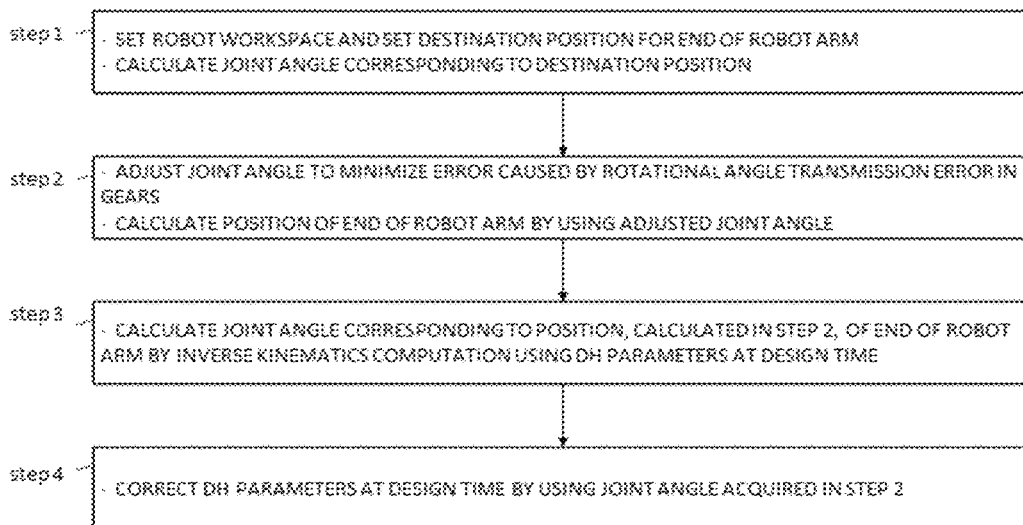 step 1
- SET ROBOT WORKSPACE AND SET DESTINATION POSITION FOR END OF ROBOT ARM
- CALCULATE JOINT ANGLE CORRESPONDING TO DESTINATION POSITION
step 2
- ADJUST JOINT ANGLE TO MINIMIZE ERROR CAUSED BY ROTATIONAL ANGLE TRANSMISSION ERROR IN
GEARS
- CALCULATE POSITION OF END OF ROBOT ARM BY USING ADJUSTED JOINT ANGLE
step 3
- CALCULATE JOINT ANGLE CORRESPONDING TO POSITION, CALCULATED IN STEP 2, OF END OF ROBOT
ARM BY INVERSE KINEMATICS COMPUTATION USING DH PARAMETERS AT DESIGN TIME
step 4
- CORRECT DH PARAMETERS AT DESIGN TIME BY USING JOINT ANGLE ACQUIRED IN STEP 2